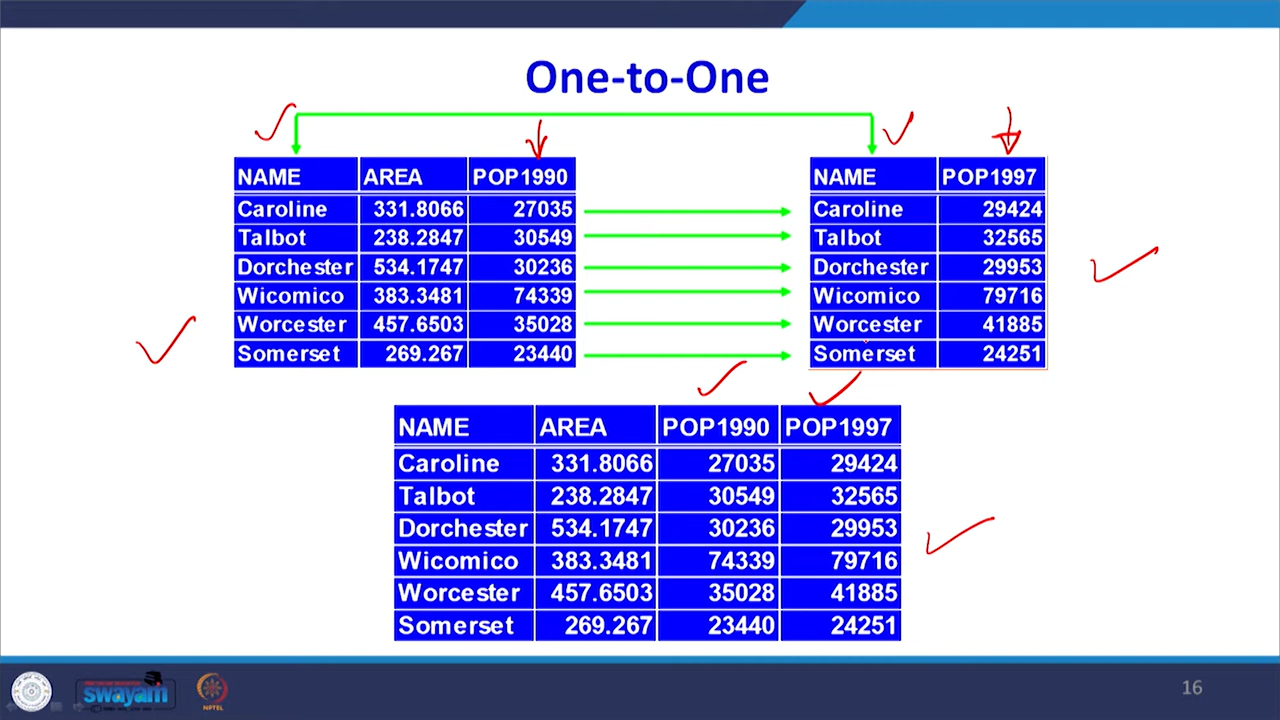 One-to-One
NAME AREA POP1990
Caroline 331.8066 27035
Talbot 238.2847 30549
Dorchester 534.1747 30236
Wicomico 383.3481 74339
Worcester 457.6503 35028
Somerset 269.267 23440
NAME POP1997
Caroline 29424
Talbot 32565
Dorchester 29953
Wicomico 79716
Worcester 41885
Somerset 24251
NAME AREA POP1990 POP1997
Caroline 331.8066 27035 29424
Talbot 238.2847 30549 32565
Dorchester 534.1747 30236 29953
Wicomico 383.3481 74339 79716
Worcester 457.6503 35028 41885
Somerset 269.267 23440 24251
swayam
NPTEL
16